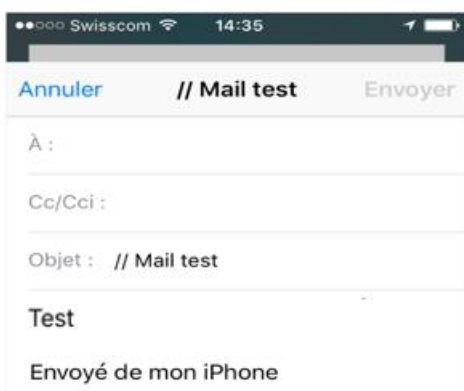 Swisscom 14:35
Annuler // Mail test Envoyer
À :
Cc/Cci :
Objet : // Mail test
Test
Envoyé de mon iPhone